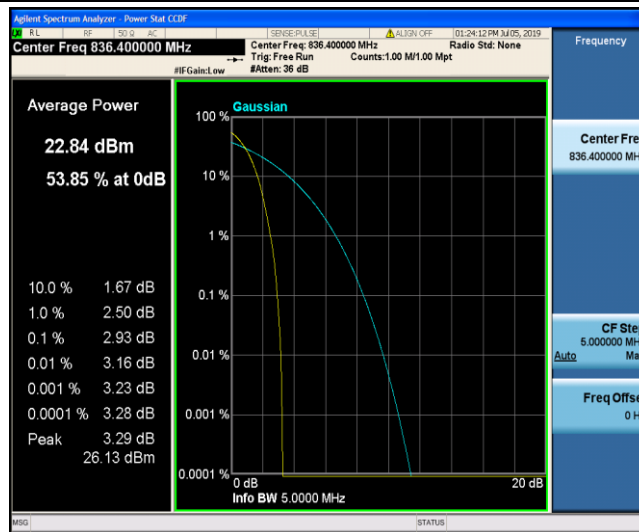 Agilent Spectrum Analyzer - Power Stat CCDF
RL RF 50 Ω AC SENSE:PULSE ALIGN OFF 01:24:12 PM Jul 05, 2019
Center Freq 836.400000 MHz
Center Freq: 836.400000 MHz Radio Std: None
Trig: Free Run Counts:1.00 M/1.00 Mpt
#IFGain:Low #Atten: 36 dB
Frequency
Average Power
22.84 dBm
53.85 % at 0dB
10.0 % 1.67 dB
1.0 % 2.50 dB
0.1 % 2.93 dB
0.01 % 3.16 dB
0.001 % 3.23 dB
0.0001 % 3.28 dB
Peak 3.29 dB
26.13 dBm
Gaussian
100 %
10 %
1 %
0.1 %
0.01 %
0.001 %
0.0001 %
0 dB 20 dB
Info BW 5.0000 MHz
Center Fre
836.400000 MH
CF Ste
5.000000 MH
Auto Ma
Freq Offse
0 H
MSG STATUS